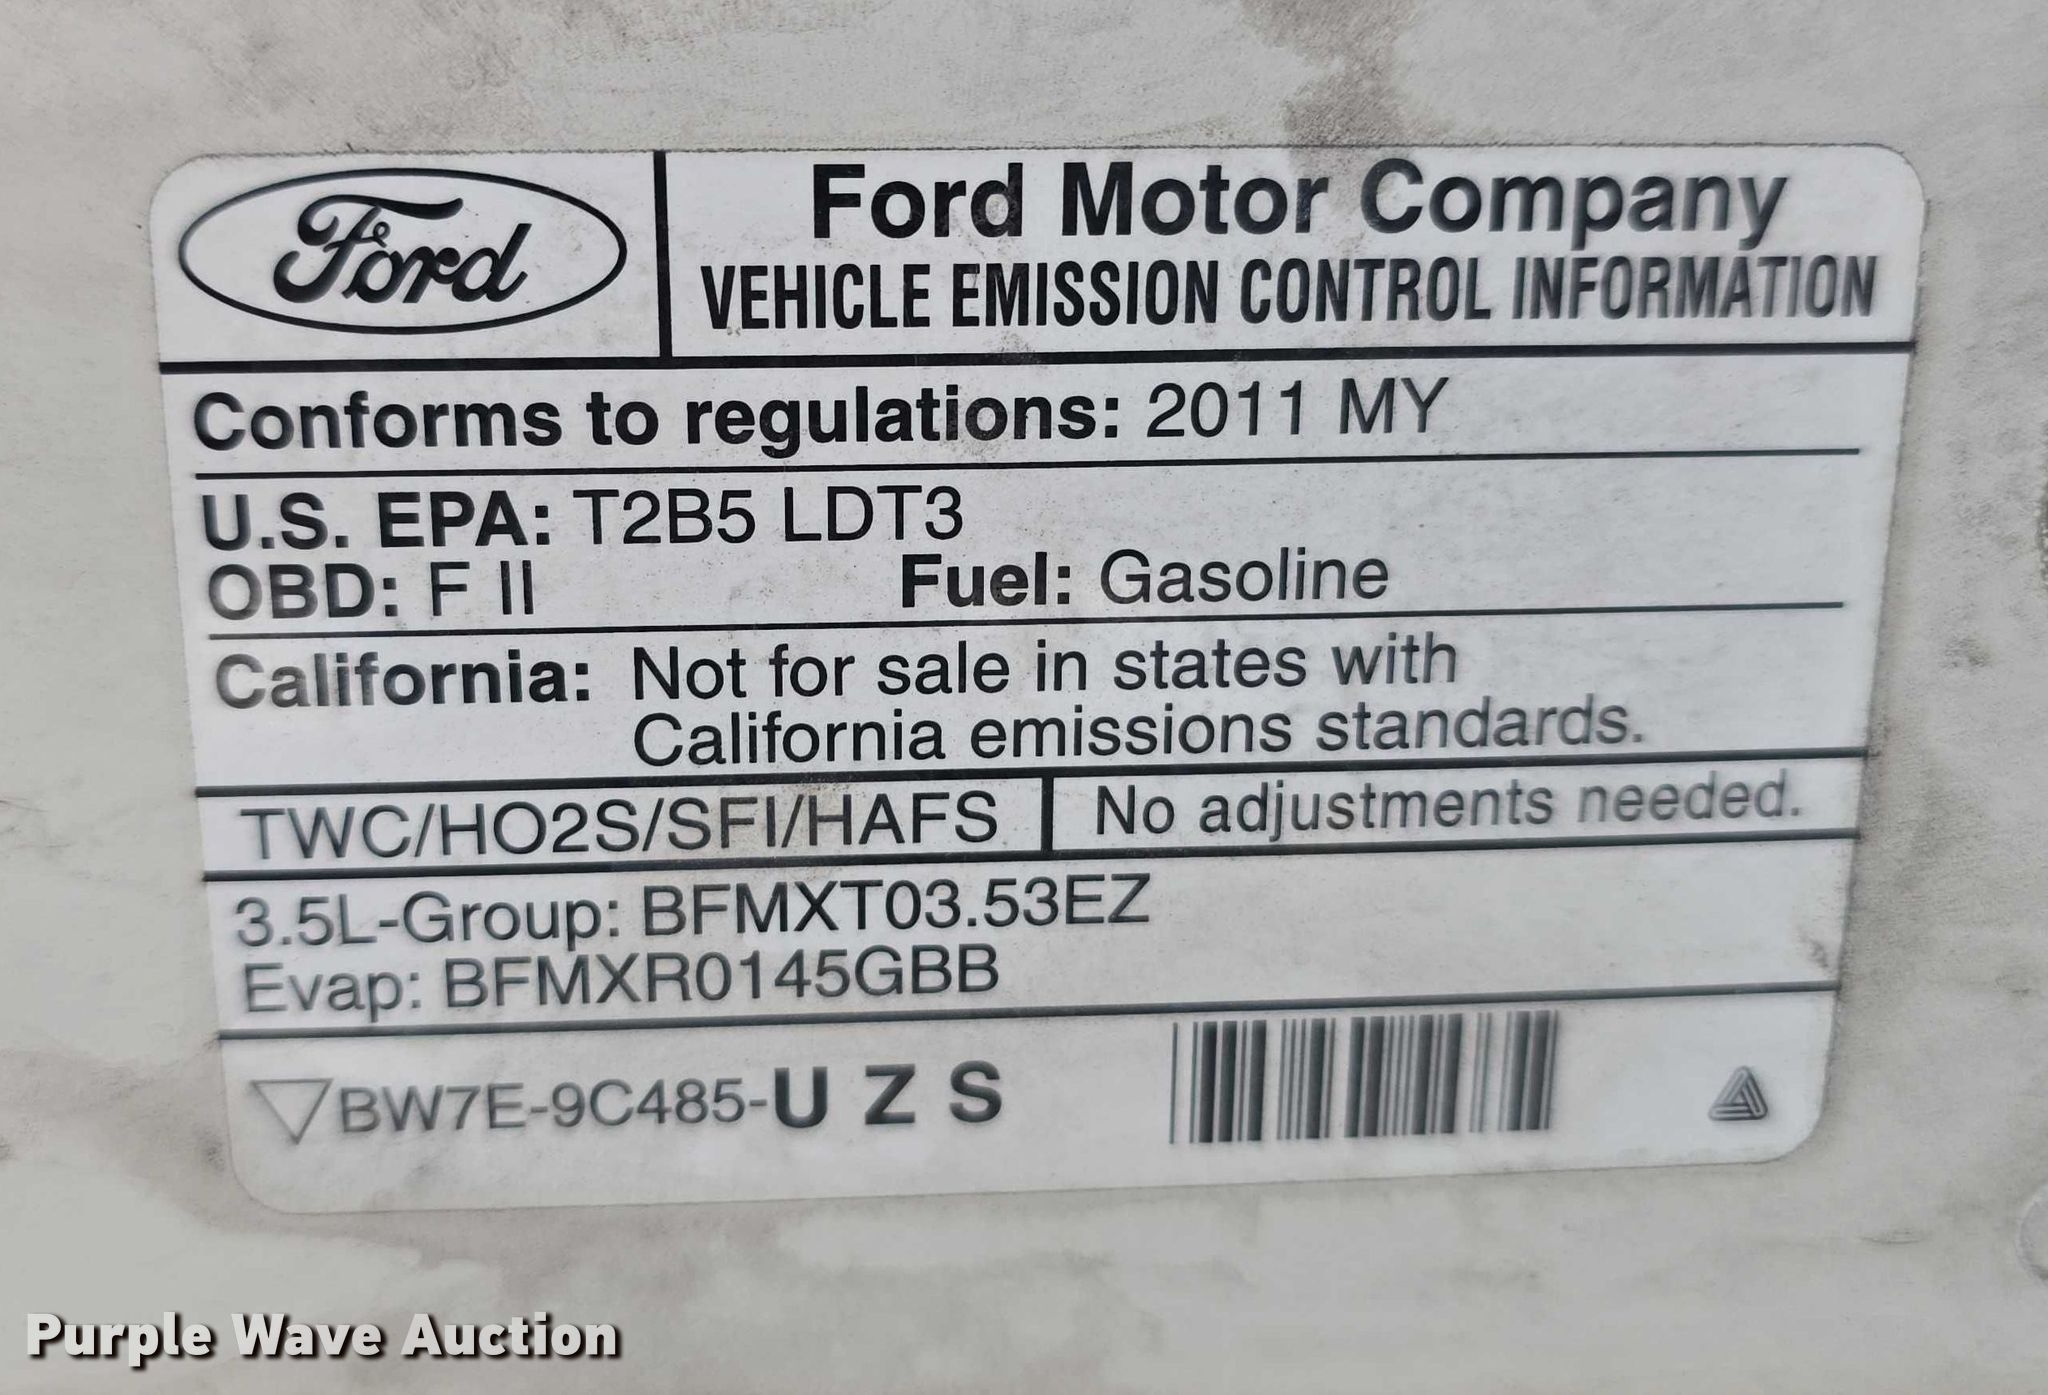 Ford
Ford Motor Company
VEHICLE EMISSION CONTROL INFORMATION
Conforms to regulations: 2011 MY
U.S. EPA: T2B5 LDT3
OBD: F II Fuel: Gasoline
California: Not for sale in states with
California emissions standards.
TWC/HO2S/SFI/HAFS No adjustments needed.
3.5L-Group: BFMXT03.53EZ
Evap: BFMXR0145GBB
BW7E-9C485-U Z S
Purple Wave Auction